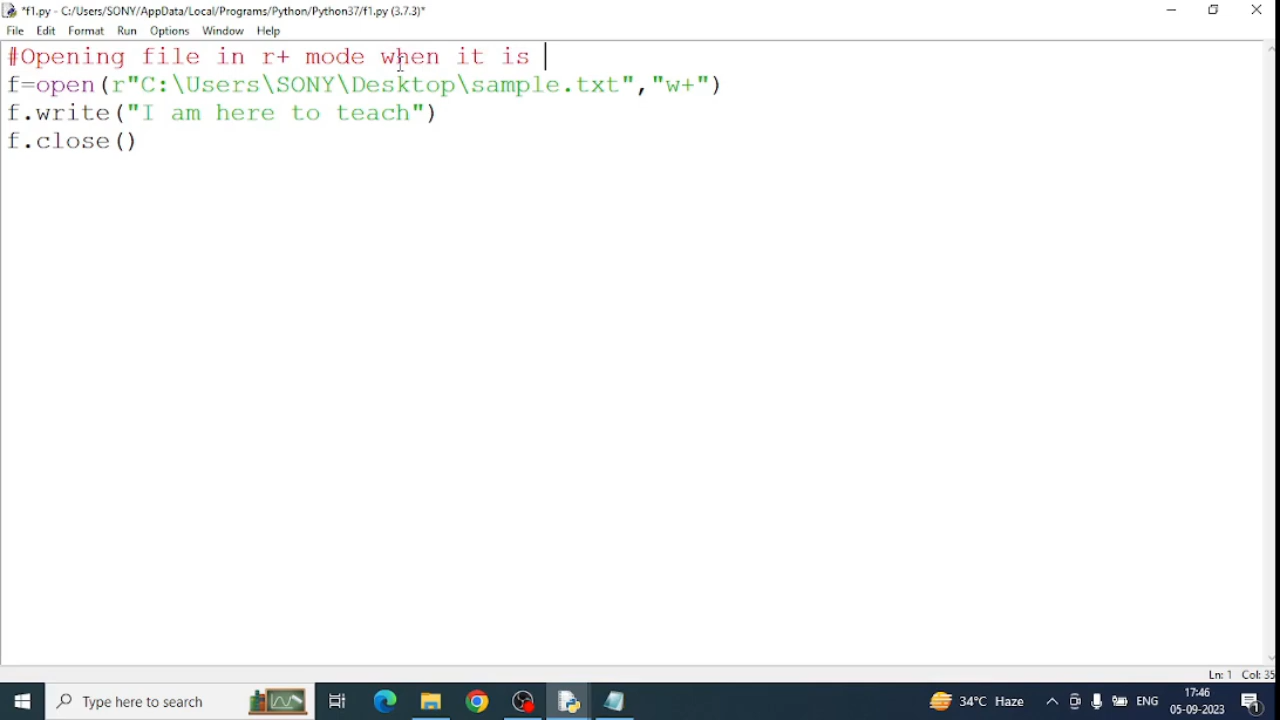 *f1.py - C:/Users/SONY/AppData/Local/Programs/Python/Python37/f1.py (3.7.3)*
File Edit Format Run Options Window Help
#Opening file in r+ mode when it is
f=open(r"C:\Users\SONY\Desktop\sample.txt","w+")
f.write("I am here to teach")
f.close()
Ln: 1 Col: 35
Type here to search
34°C Haze
ENG
17:46
05-09-2023
1